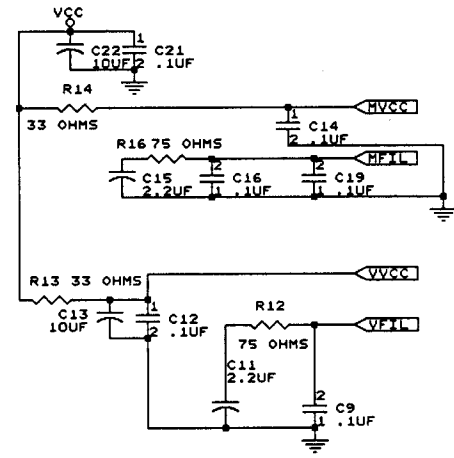 VCC
1
C22 C21
10UF 2 .1UF
R14
MVCC
33 OHMS
1
C14
2 .1UF
R16 75 OHMS
MFIL
2 2
C15 C16 C19
2.2UF 1 .1UF 1 .1UF
VVCC
R13 33 OHMS
1
R12
C13 C12
10UF 2 .1UF
VFIL
75 OHMS
C11
2.2UF
2
C9
1 .1UF